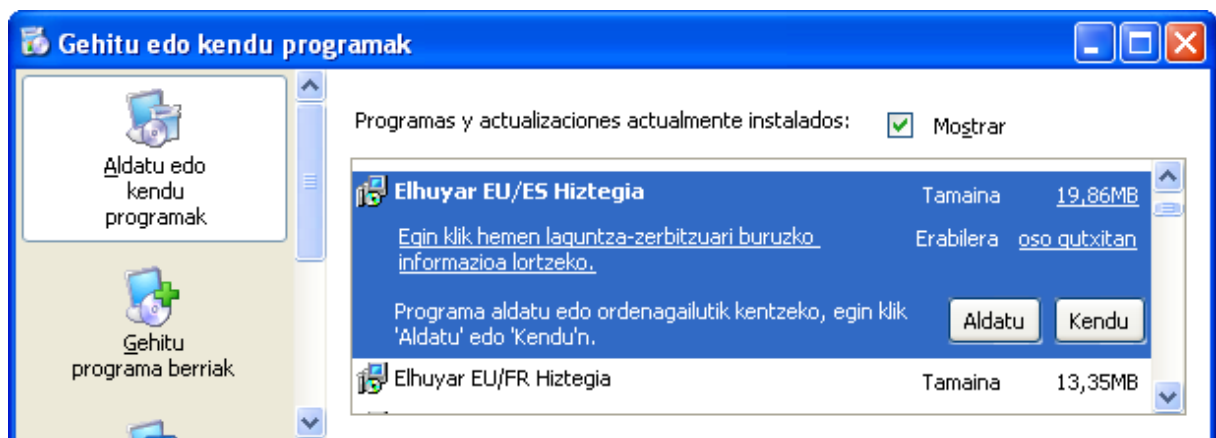 Gehitu edo kendu programak
Aldatu edo
kendu
programak
Gehitu
programa berriak
Programas y actualizaciones actualmente instalados: Mostrar
Elhuyar EU/ES Hiztegia Tamaina 19,86MB
Egin klik hemen laguntza-zerbitzuari buruzko Erabilera oso gutxitan
informazioa lortzeko.
Programa aldatu edo ordenagailutik kentzeko, egin klik Aldatu Kendu
'Aldatu' edo 'Kendu'n.
Elhuyar EU/FR Hiztegia Tamaina 13,35MB